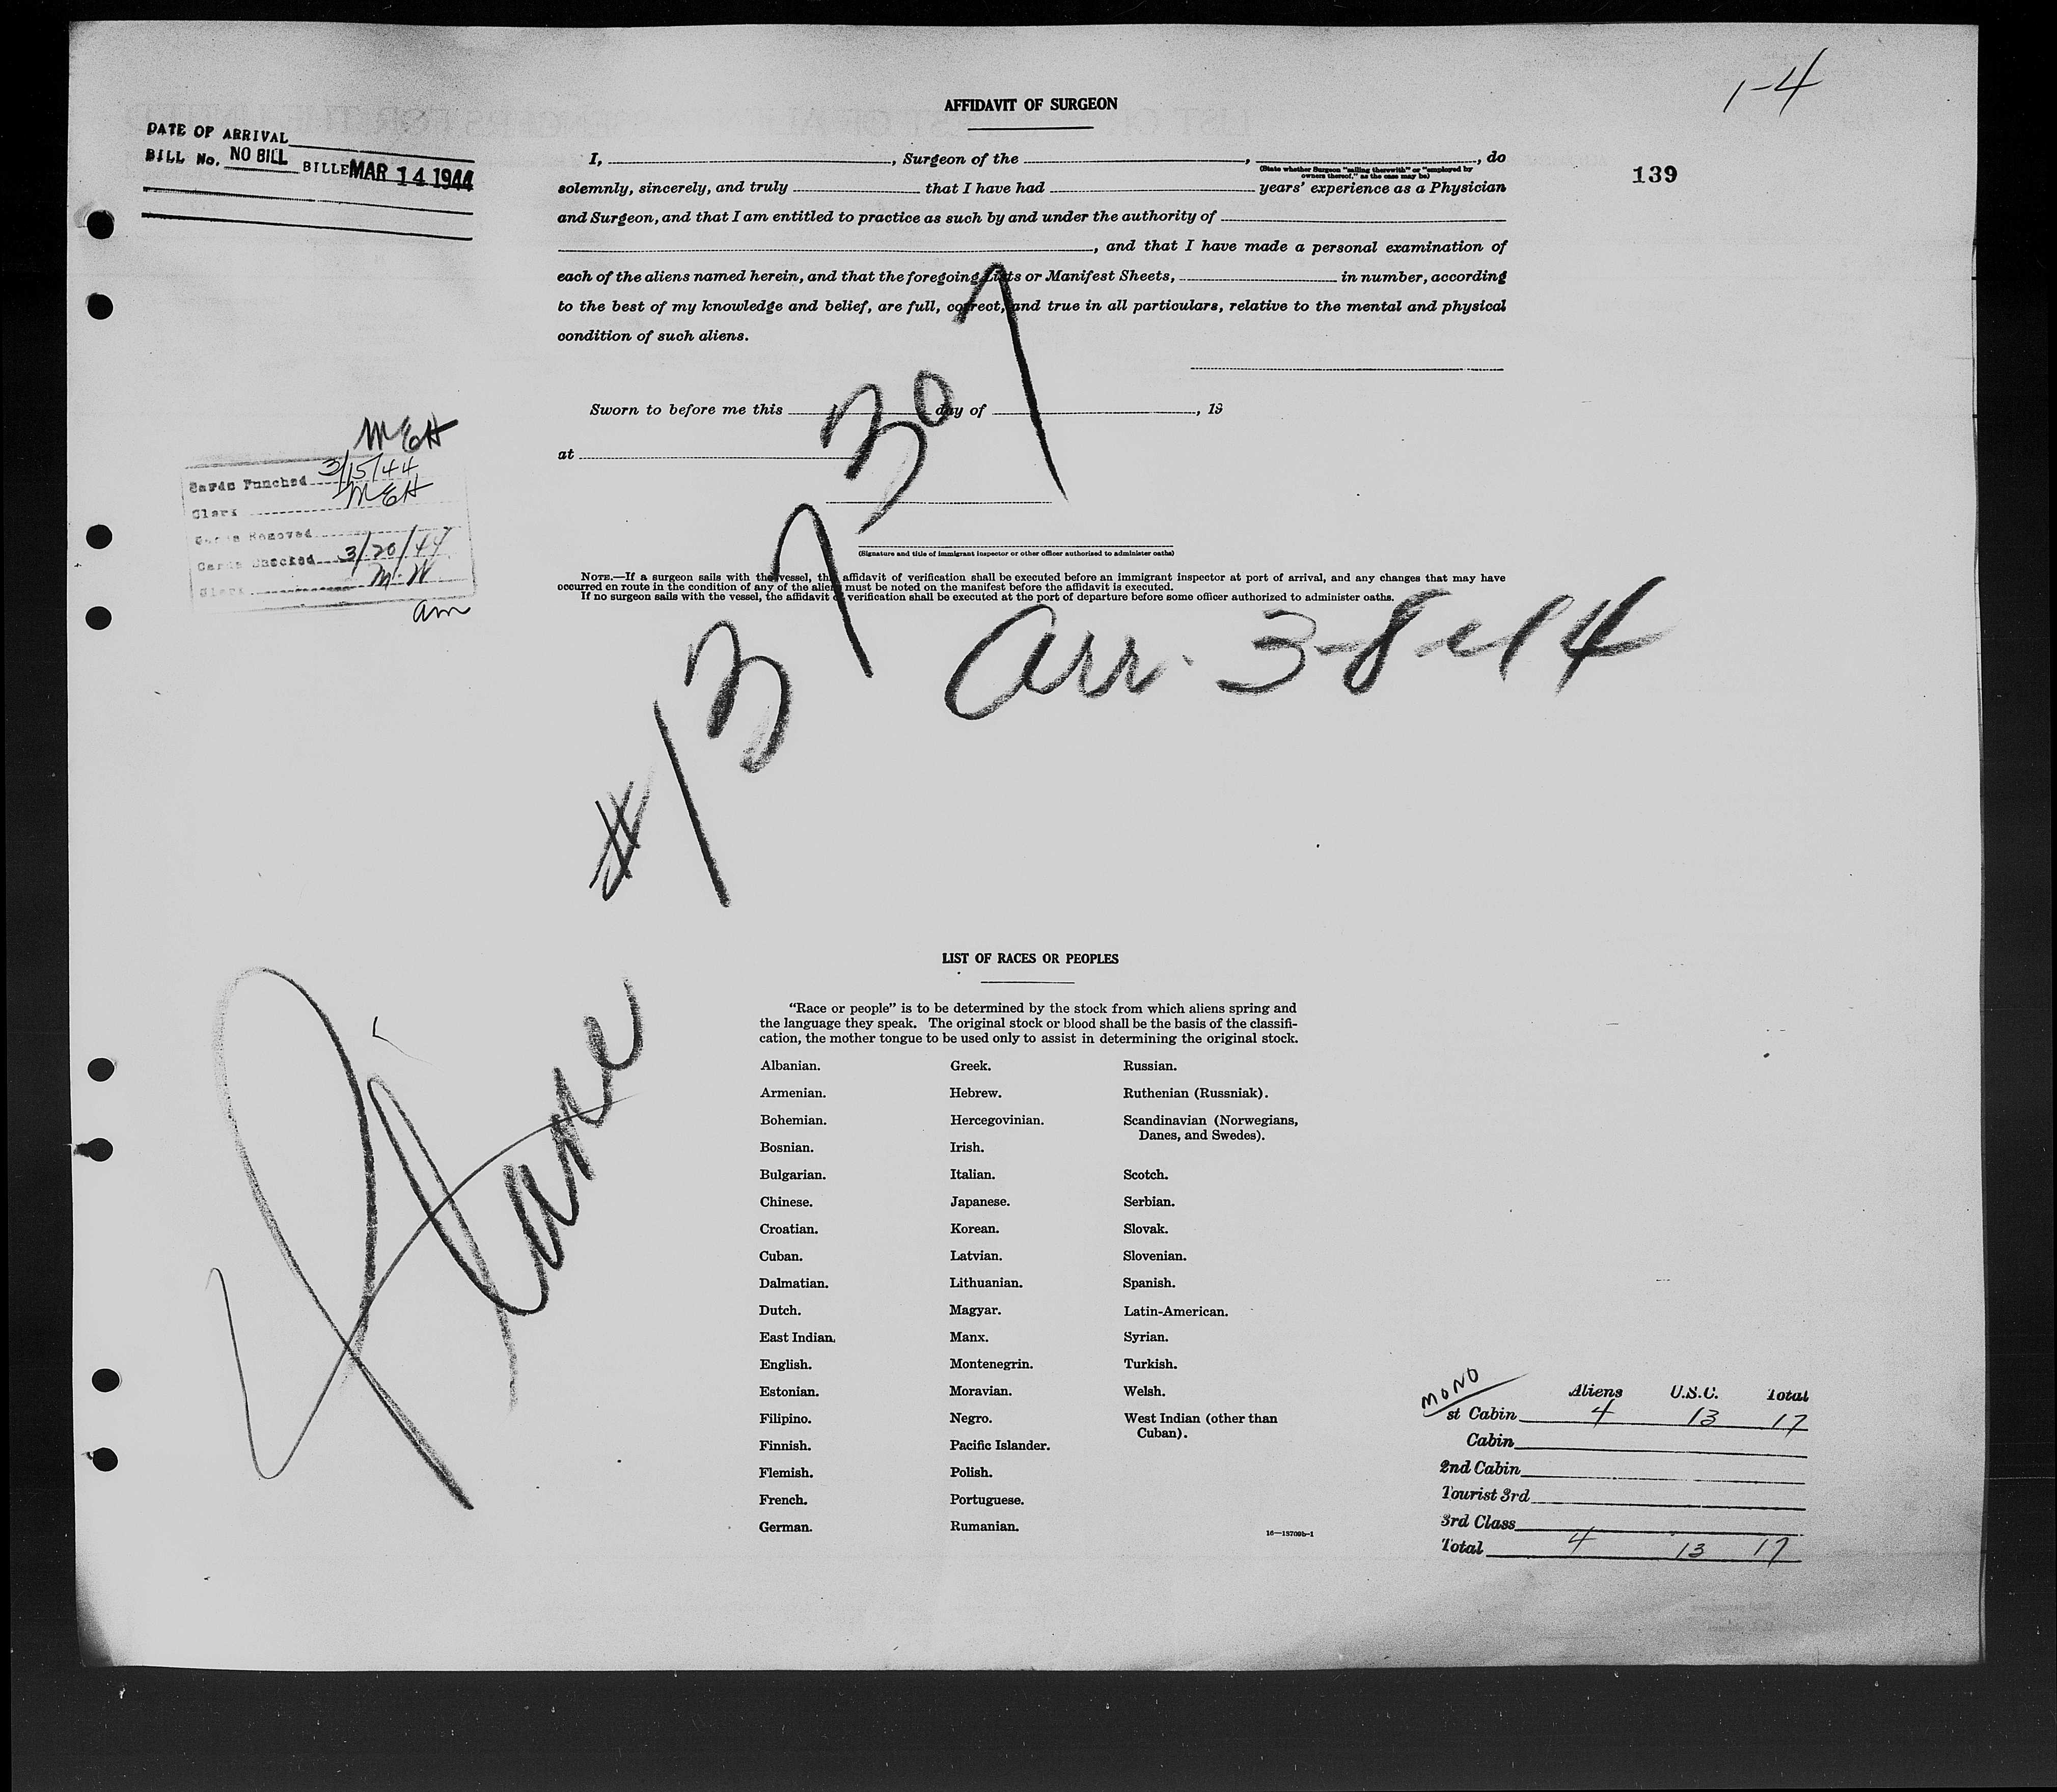 1-4
AFFIDAVIT OF SURGEON
139
DATE OF ARRIVAL
BILL No. NO BILL BILLE MAR 14 1944
I, , Surgeon of the , , do
(State whether Surgeon "sailing therewith" or "employed by
owners thereof," as the case may be)
solemnly, sincerely, and truly that I have had years' experience as a Physician
and Surgeon, and that I am entitled to practice as such by and under the authority of
, and that I have made a personal examination of
each of the aliens named herein, and that the foregoing Lists or Manifest Sheets, in number, according
to the best of my knowledge and belief, are full, correct, and true in all particulars, relative to the mental and physical
condition of such aliens.
Sworn to before me this day of , 19
at
(Signature and title of immigrant inspector or other officer authorized to administer oaths)
NOTE.—If a surgeon sails with the vessel, the affidavit of verification shall be executed before an immigrant inspector at port of arrival, and any changes that may have
occurred en route in the condition of any of the aliens must be noted on the manifest before the affidavit is executed.
If no surgeon sails with the vessel, the affidavit of verification shall be executed at the port of departure before some officer authorized to administer oaths.
MEH
Cards Punched 3/15/44
Clerk MEH
Cards Removed
Cards Checked 3/20/44
Clerk M.W
am
#137307
Arr. 3-8-44
Plane
LIST OF RACES OR PEOPLES
"Race or people" is to be determined by the stock from which aliens spring and
the language they speak. The original stock or blood shall be the basis of the classifi-
cation, the mother tongue to be used only to assist in determining the original stock.
Albanian.
Armenian.
Bohemian.
Bosnian.
Bulgarian.
Chinese.
Croatian.
Cuban.
Dalmatian.
Dutch.
East Indian.
English.
Estonian.
Filipino.
Finnish.
Flemish.
French.
German.
Greek.
Hebrew.
Hercegovinian.
Irish.
Italian.
Japanese.
Korean.
Latvian.
Lithuanian.
Magyar.
Manx.
Montenegrin.
Moravian.
Negro.
Pacific Islander.
Polish.
Portuguese.
Rumanian.
Russian.
Ruthenian (Russniak).
Scandinavian (Norwegians,
Danes, and Swedes).
Scotch.
Serbian.
Slovak.
Slovenian.
Spanish.
Latin-American.
Syrian.
Turkish.
Welsh.
West Indian (other than
Cuban).
16—13709b-1
MONO
Aliens U.S.C. Total
st Cabin 4 13 17
Cabin
2nd Cabin
Tourist 3rd
3rd Class
Total 4 13 17